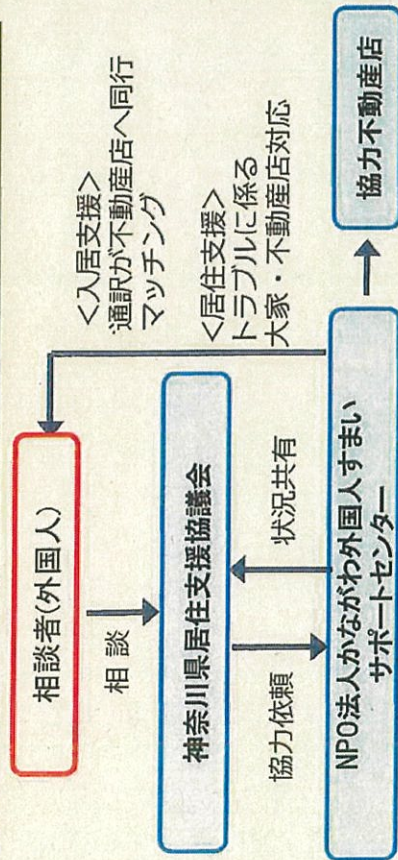 相談者(外国人)
相 談
<入居支援>
通訳が不動産店へ同行
マッチング
神奈川県居住支援協議会
<居住支援>
トラブルに係る
大家・不動産店対応
協力依頼
状況共有
NPO法人かながわ外国人すまい
サポートセンター
協力不動産店